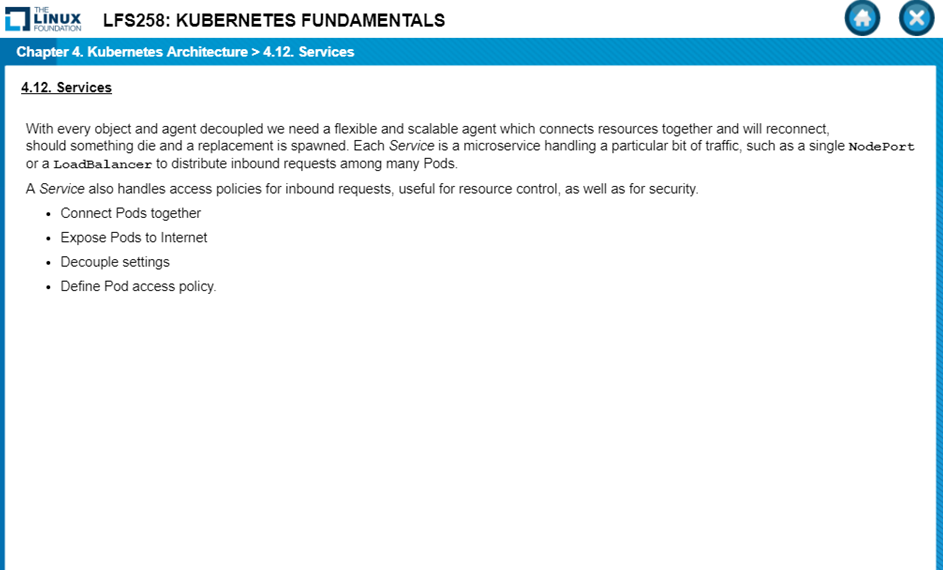 THE
LINUX
FOUNDATION
LFS258: KUBERNETES FUNDAMENTALS
Chapter 4. Kubernetes Architecture > 4.12. Services
4.12. Services
With every object and agent decoupled we need a flexible and scalable agent which connects resources together and will reconnect,
should something die and a replacement is spawned. Each Service is a microservice handling a particular bit of traffic, such as a single NodePort
or a LoadBalancer to distribute inbound requests among many Pods.
A Service also handles access policies for inbound requests, useful for resource control, as well as for security.
• Connect Pods together
• Expose Pods to Internet
• Decouple settings
• Define Pod access policy.